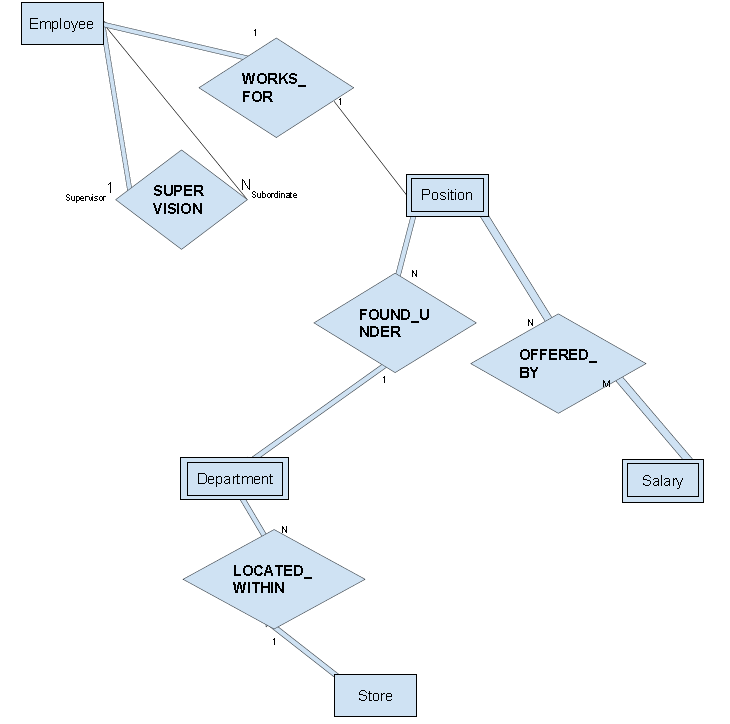 Employee
1
WORKS_
FOR
1
SUPER
VISION
1
Supervisor
N
Subordinate
Position
N
FOUND_U
NDER
1
N
OFFERED_
BY
M
Department
Salary
N
LOCATED_
WITHIN
1
Store